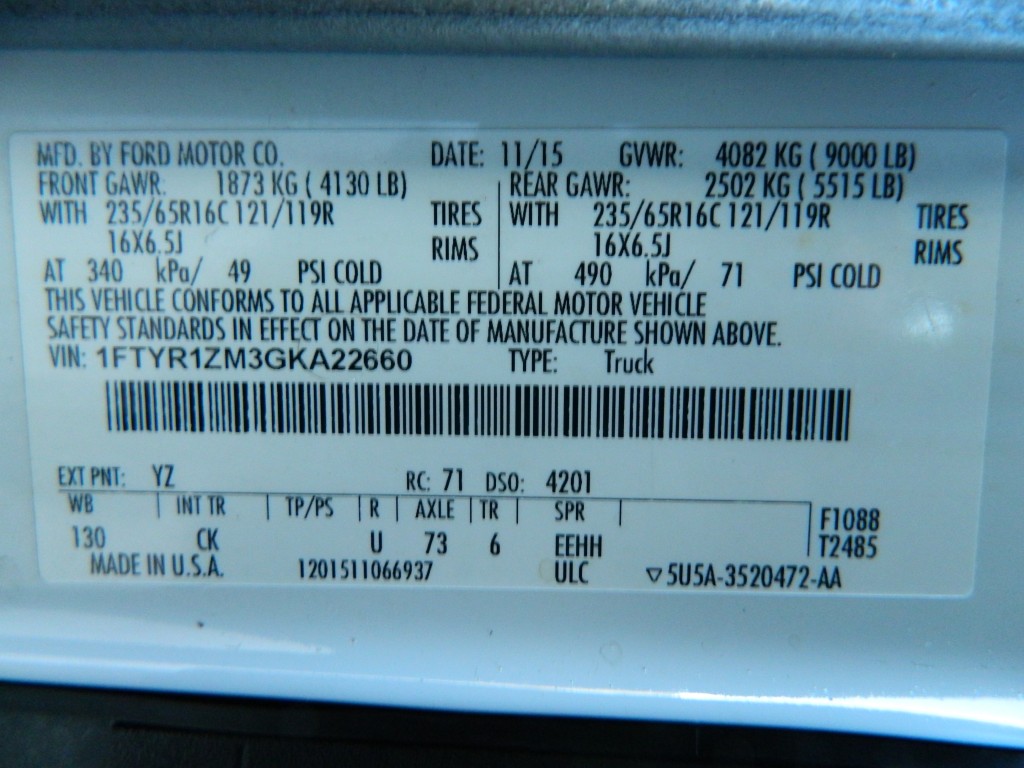 MFD. BY FORD MOTOR CO. DATE: 11/15 GVWR: 4082 KG ( 9000 LB)
FRONT GAWR: 1873 KG ( 4130 LB) REAR GAWR: 2502 KG ( 5515 LB)
WITH 235/65R16C 121/119R TIRES WITH 235/65R16C 121/119R TIRES
16X6.5J RIMS 16X6.5J RIMS
AT 340 kPa/ 49 PSI COLD AT 490 kPa/ 71 PSI COLD
THIS VEHICLE CONFORMS TO ALL APPLICABLE FEDERAL MOTOR VEHICLE
SAFETY STANDARDS IN EFFECT ON THE DATE OF MANUFACTURE SHOWN ABOVE.
VIN: 1FTYR1ZM3GKA22660 TYPE: Truck
EXT PNT: YZ RC: 71 DSO: 4201
WB INT TR TP/PS R AXLE TR SPR F1088
130 CK U 73 6 EEHH T2485
MADE IN U.S.A. 1201511066937 ULC ▽5U5A-3520472-AA